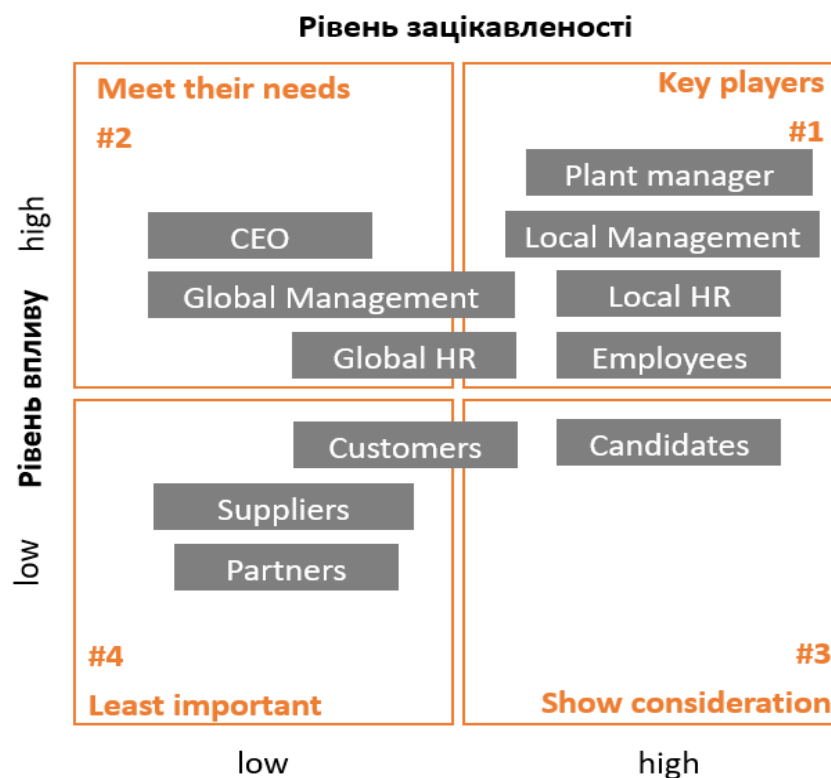 Рівень зацікавленості
Meet their needs
#2
Key players
#1
Plant manager
CEO
Local Management
Global Management
Local HR
Global HR
Employees
high
Рівень впливу
low
Customers
Candidates
Suppliers
Partners
#4
Least important
#3
Show consideration
low
high